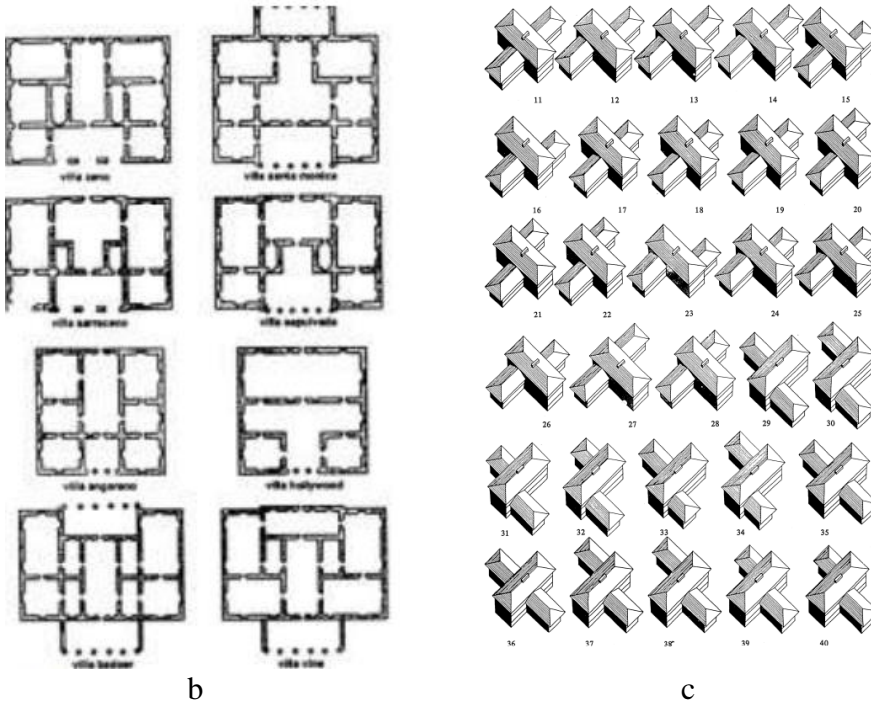 villa zeno
villa santa monica
villa sarraceno
villa sepulveda
villa angarano
villa hollywood
villa badoer
villa vine
b
11 12 13 14 15
16 17 18 19 20
21 22 23 24 25
26 27 28 29 30
31 32 33 34 35
36 37 38 39 40
c